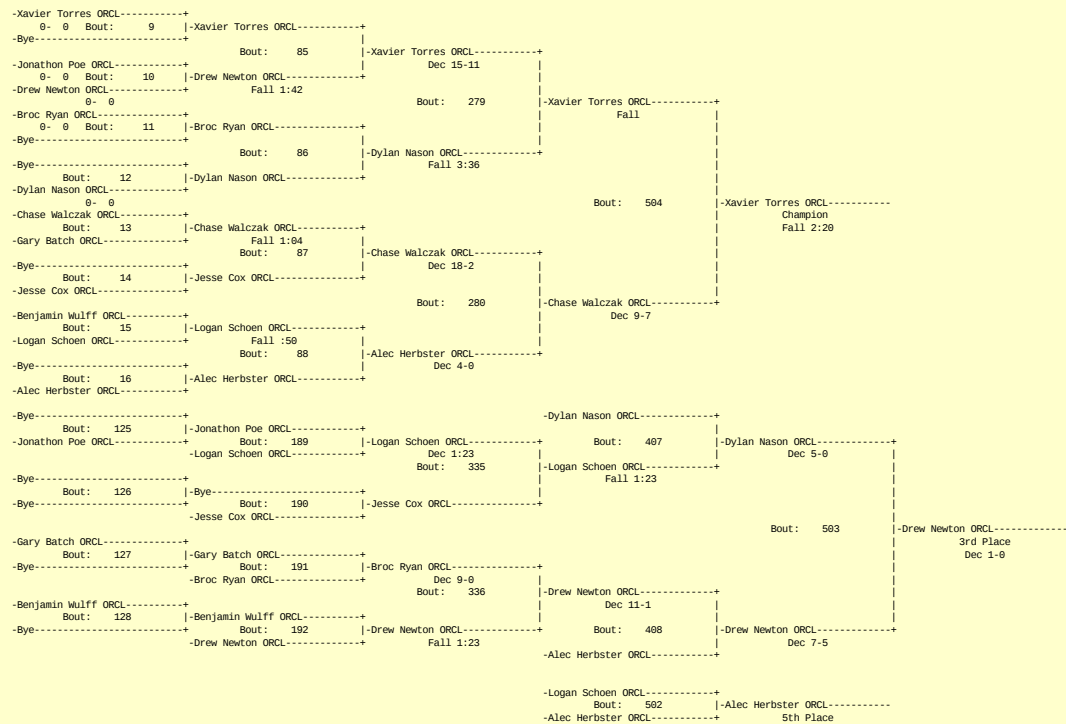 -Xavier Torres ORCL----------+
0- 0 Bout: 9 |-Xavier Torres ORCL-----------+
-Bye-----------------------+ |
Bout: 85 |-Xavier Torres ORCL-----------+
-Jonathon Poe ORCL-----------+ | Dec 15-11 |
0- 0 Bout: 10 |-Drew Newton ORCL-------------+ |
-Drew Newton ORCL------------+ Fall 1:42 |
0- 0 Bout: 279 |-Xavier Torres ORCL-----------+
-Broc Ryan ORCL--------------+ | Fall |
0- 0 Bout: 11 |-Broc Ryan ORCL--------------+ | |
-Bye-----------------------+ | | |
Bout: 86 |-Dylan Nason ORCL-------------+ |
-Bye-----------------------+ | Fall 3:36 |
Bout: 12 |-Dylan Nason ORCL------------+ |
-Dylan Nason ORCL------------+ |
0- 0 Bout: 504 |-Xavier Torres ORCL----------
-Chase Walczak ORCL----------+ | Champion
Bout: 13 |-Chase Walczak ORCL-----------+ | Fall 2:20
-Gary Batch ORCL-------------+ Fall 1:04 | |
Bout: 87 |-Chase Walczak ORCL-----------+ |
-Bye-----------------------+ | Dec 18-2 | |
Bout: 14 |-Jesse Cox ORCL--------------+ | |
-Jesse Cox ORCL--------------+ | |
Bout: 280 |-Chase Walczak ORCL-----------+
-Benjamin Wulff ORCL----------+ | Dec 9-7
Bout: 15 |-Logan Schoen ORCL------------+ |
-Logan Schoen ORCL-----------+ Fall :50 | |
Bout: 88 |-Alec Herbster ORCL-----------+
-Bye-----------------------+ | Dec 4-0
Bout: 16 |-Alec Herbster ORCL-----------+
-Alec Herbster ORCL----------+
-Bye-----------------------+ -Dylan Nason ORCL-------------+
Bout: 125 |-Jonathon Poe ORCL------------+ |
-Jonathon Poe ORCL-----------+ Bout: 189 |-Logan Schoen ORCL------------+ Bout: 407 |-Dylan Nason ORCL-------------+
-Logan Schoen ORCL------------+ Dec 1:23 | | Dec 5-0 |
Bout: 335 |-Logan Schoen ORCL------------+ |
-Bye-----------------------+ | Fall 1:23 |
Bout: 126 |-Bye------------------------+ | |
-Bye-----------------------+ Bout: 190 |-Jesse Cox ORCL--------------+ |
-Jesse Cox ORCL--------------+ |
Bout: 503 |-Drew Newton ORCL------------
-Gary Batch ORCL-------------+ | 3rd Place
Bout: 127 |-Gary Batch ORCL--------------+ | Dec 1-0
-Bye-----------------------+ Bout: 191 |-Broc Ryan ORCL--------------+ |
-Broc Ryan ORCL--------------+ Dec 9-0 | |
Bout: 336 |-Drew Newton ORCL-------------+ |
-Benjamin Wulff ORCL----------+ | Dec 11-1 | |
Bout: 128 |-Benjamin Wulff ORCL----------+ | | |
-Bye-----------------------+ Bout: 192 |-Drew Newton ORCL-------------+ Bout: 408 |-Drew Newton ORCL-------------+
-Drew Newton ORCL-------------+ Fall 1:23 | Dec 7-5
-Alec Herbster ORCL-----------+
-Logan Schoen ORCL------------+
Bout: 502 |-Alec Herbster ORCL----------
-Alec Herbster ORCL-----------+ 5th Place